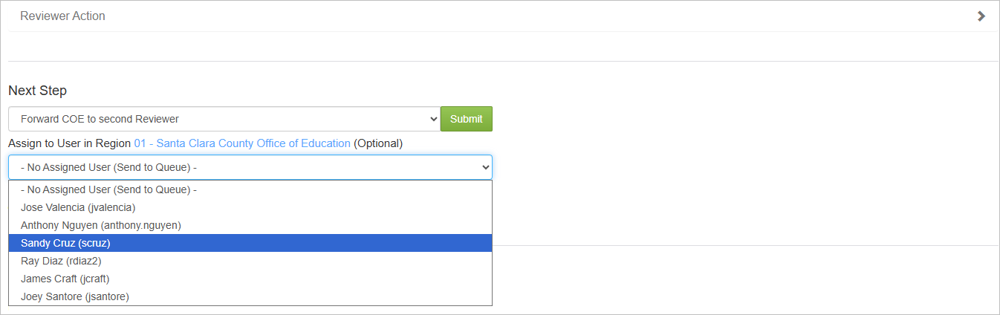 Reviewer Action
Next Step
Forward COE to second Reviewer
Submit
Assign to User in Region 01 - Santa Clara County Office of Education (Optional)
- No Assigned User (Send to Queue) -
- No Assigned User (Send to Queue) -
Jose Valencia (jvalencia)
Anthony Nguyen (anthony.nguyen)
Sandy Cruz (scruz)
Ray Diaz (rdiaz2)
James Craft (jcraft)
Joey Santore (jsantore)